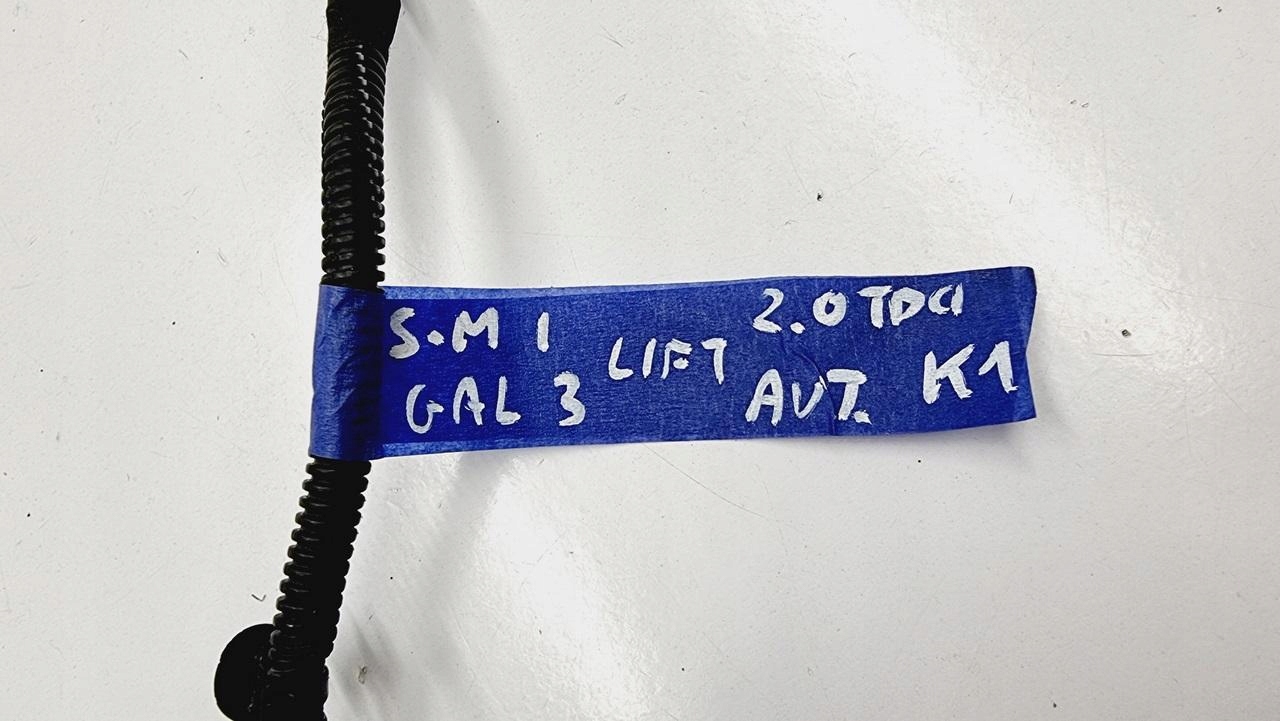 S.M 1
GAL 3
LIFT
2.0 TDCI
AUT.
K1